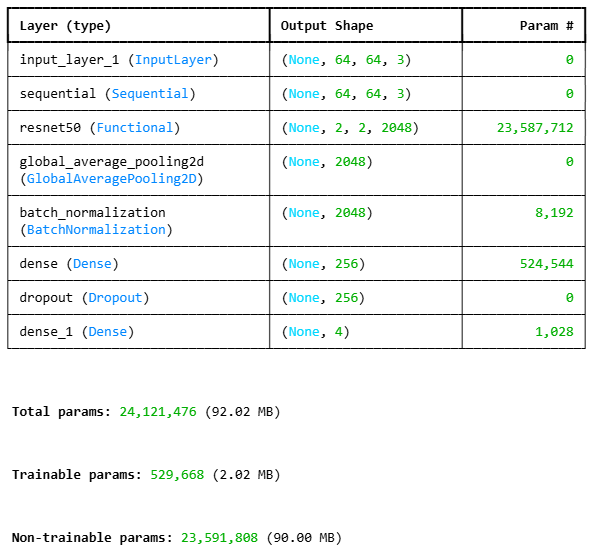 Layer (type) Output Shape Param #
input_layer_1 (InputLayer) (None, 64, 64, 3) 0
sequential (Sequential) (None, 64, 64, 3) 0
resnet50 (Functional) (None, 2, 2, 2048) 23,587,712
global_average_pooling2d (None, 2048) 0
(GlobalAveragePooling2D)
batch_normalization (None, 2048) 8,192
(BatchNormalization)
dense (Dense) (None, 256) 524,544
dropout (Dropout) (None, 256) 0
dense_1 (Dense) (None, 4) 1,028
Total params: 24,121,476 (92.02 MB)
Trainable params: 529,668 (2.02 MB)
Non-trainable params: 23,591,808 (90.00 MB)